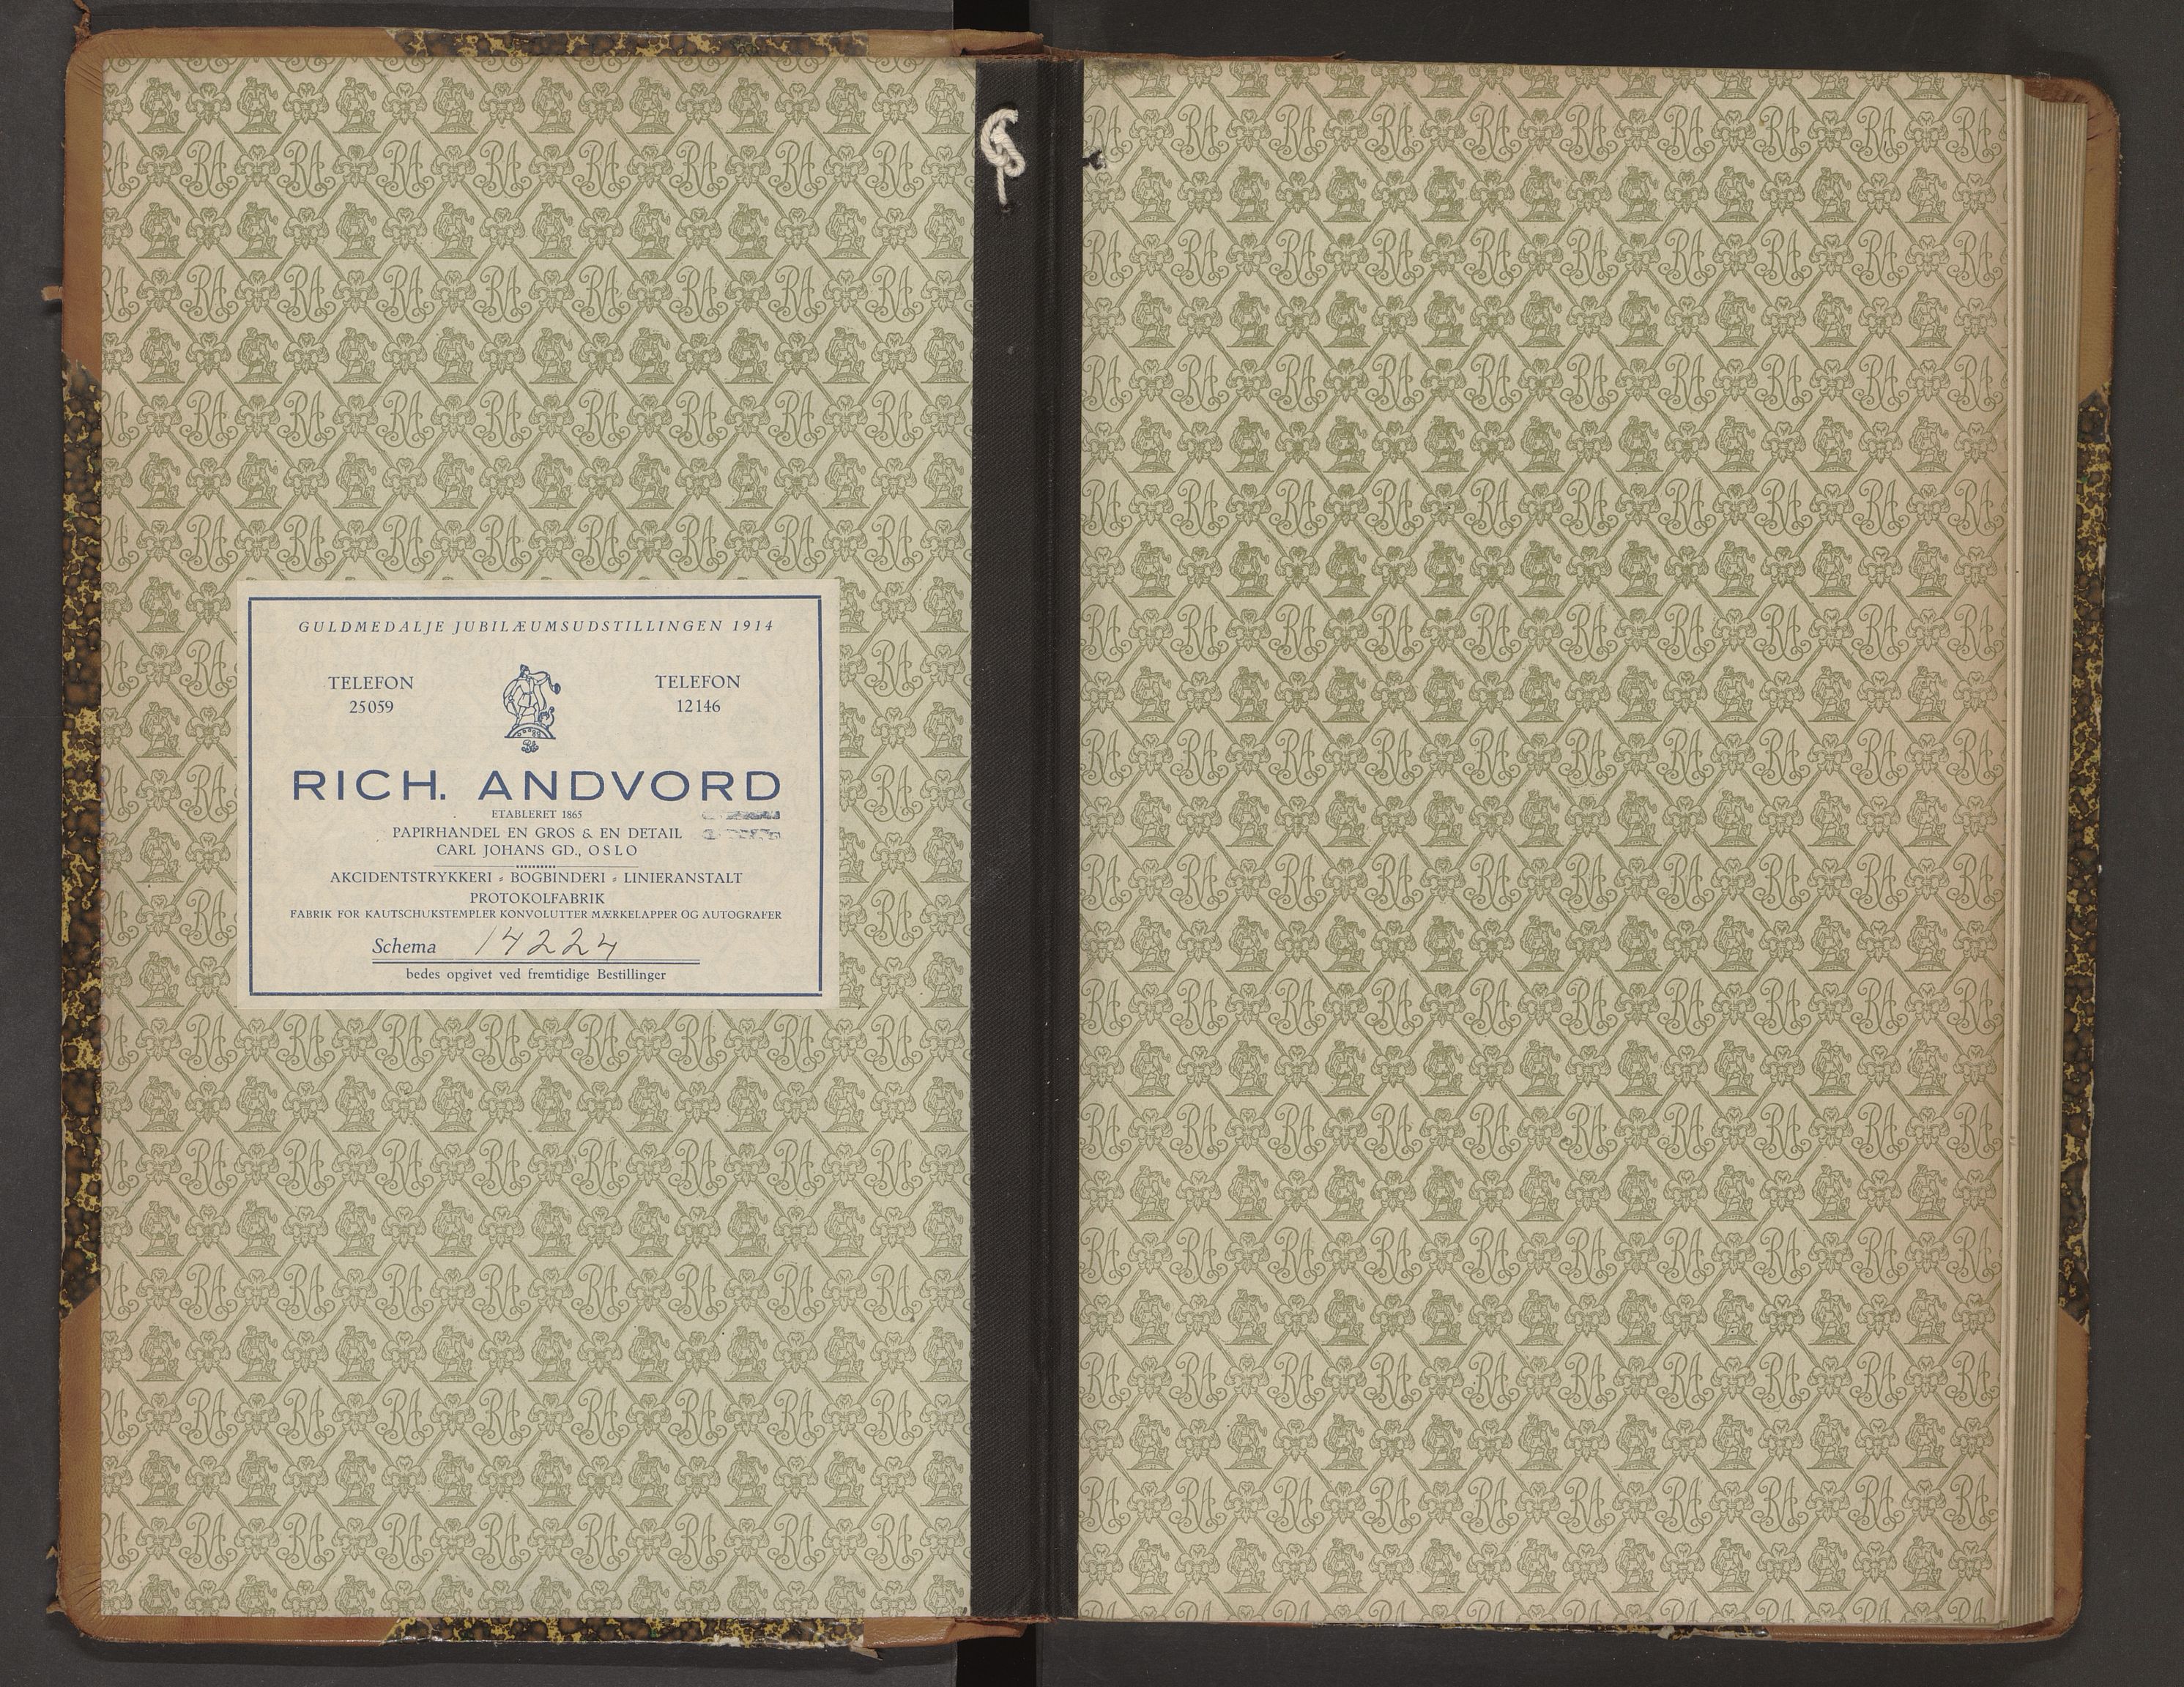 GULDMEDALJE JUBILÆUMSUDSTILLINGEN 1914
TELEFON
25059
TELEFON
12146
RA
RICH. ANDVORD
ETABLERET 1865
PAPIRHANDEL EN GROS & EN DETAIL
CARL JOHANS GD., OSLO
AKCIDENTSTRYKKERI - BOGBINDERI - LINIERANSTALT
PROTOKOLFABRIK
FABRIK FOR KAUTSCHUKSTEMPLER KONVOLUTTER MÆRKELAPPER OG AUTOGRAFER
Schema 14224
bedes opgivet ved fremtidige Bestillinger